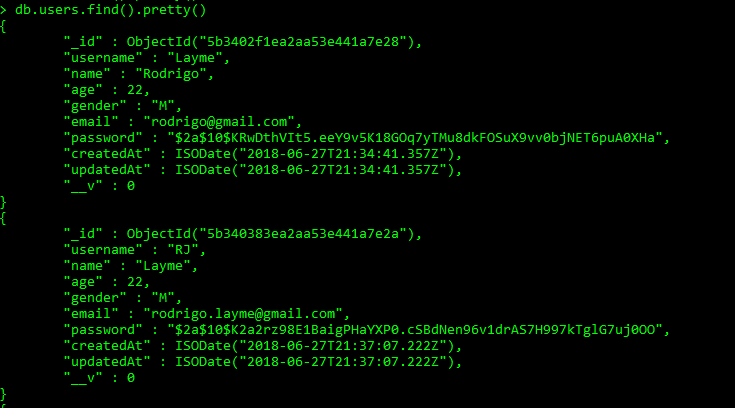 > db.users.find().pretty()
{
        "_id" : ObjectId("5b3402f1ea2aa53e441a7e28"),
        "username" : "Layme",
        "name" : "Rodrigo",
        "age" : 22,
        "gender" : "M",
        "email" : "rodrigo@gmail.com",
        "password" : "$2a$10$KRwDthVIt5.eeY9v5K18GOq7yTMu8dkFOSuX9vv0bjNET6puA0XHa",
        "createdAt" : ISODate("2018-06-27T21:34:41.357Z"),
        "updatedAt" : ISODate("2018-06-27T21:34:41.357Z"),
        "__v" : 0
}
{
        "_id" : ObjectId("5b340383ea2aa53e441a7e2a"),
        "username" : "RJ",
        "name" : "Layme",
        "age" : 22,
        "gender" : "M",
        "email" : "rodrigo.layme@gmail.com",
        "password" : "$2a$10$K2a2rz98E1BaigPHaYXP0.cSBdNen96v1drAS7H997kTglG7uj0OO",
        "createdAt" : ISODate("2018-06-27T21:37:07.222Z"),
        "updatedAt" : ISODate("2018-06-27T21:37:07.222Z"),
        "__v" : 0
}
{